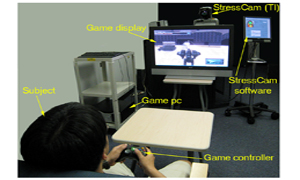 StressCam (TI)
Game display
StressCam
software
Subject
Game pc
Game controller